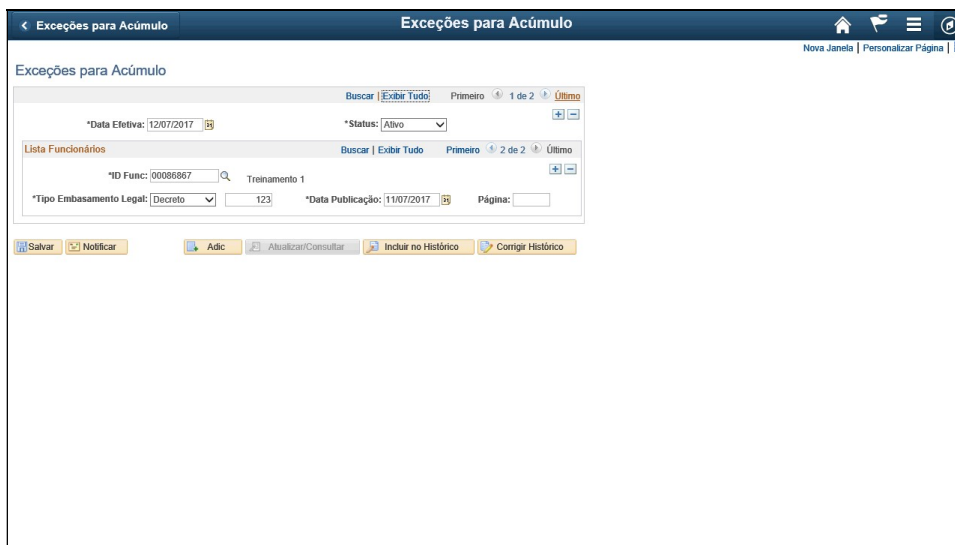 Exceções para Acúmulo Exceções para Acúmulo
Nova Janela | Personalizar Página |
Exceções para Acúmulo
Buscar | Exibir Tudo Primeiro 1 de 2 Último
*Data Efetiva: 12/07/2017 *Status: Ativo
Lista Funcionários Buscar | Exibir Tudo Primeiro 2 de 2 Último
*ID Func: 00086867 Treinamento 1
*Tipo Embasamento Legal: Decreto 123 *Data Publicação: 11/07/2017 Página:
Salvar Notificar Adic Atualizar/Consultar Incluir no Histórico Corrigir Histórico